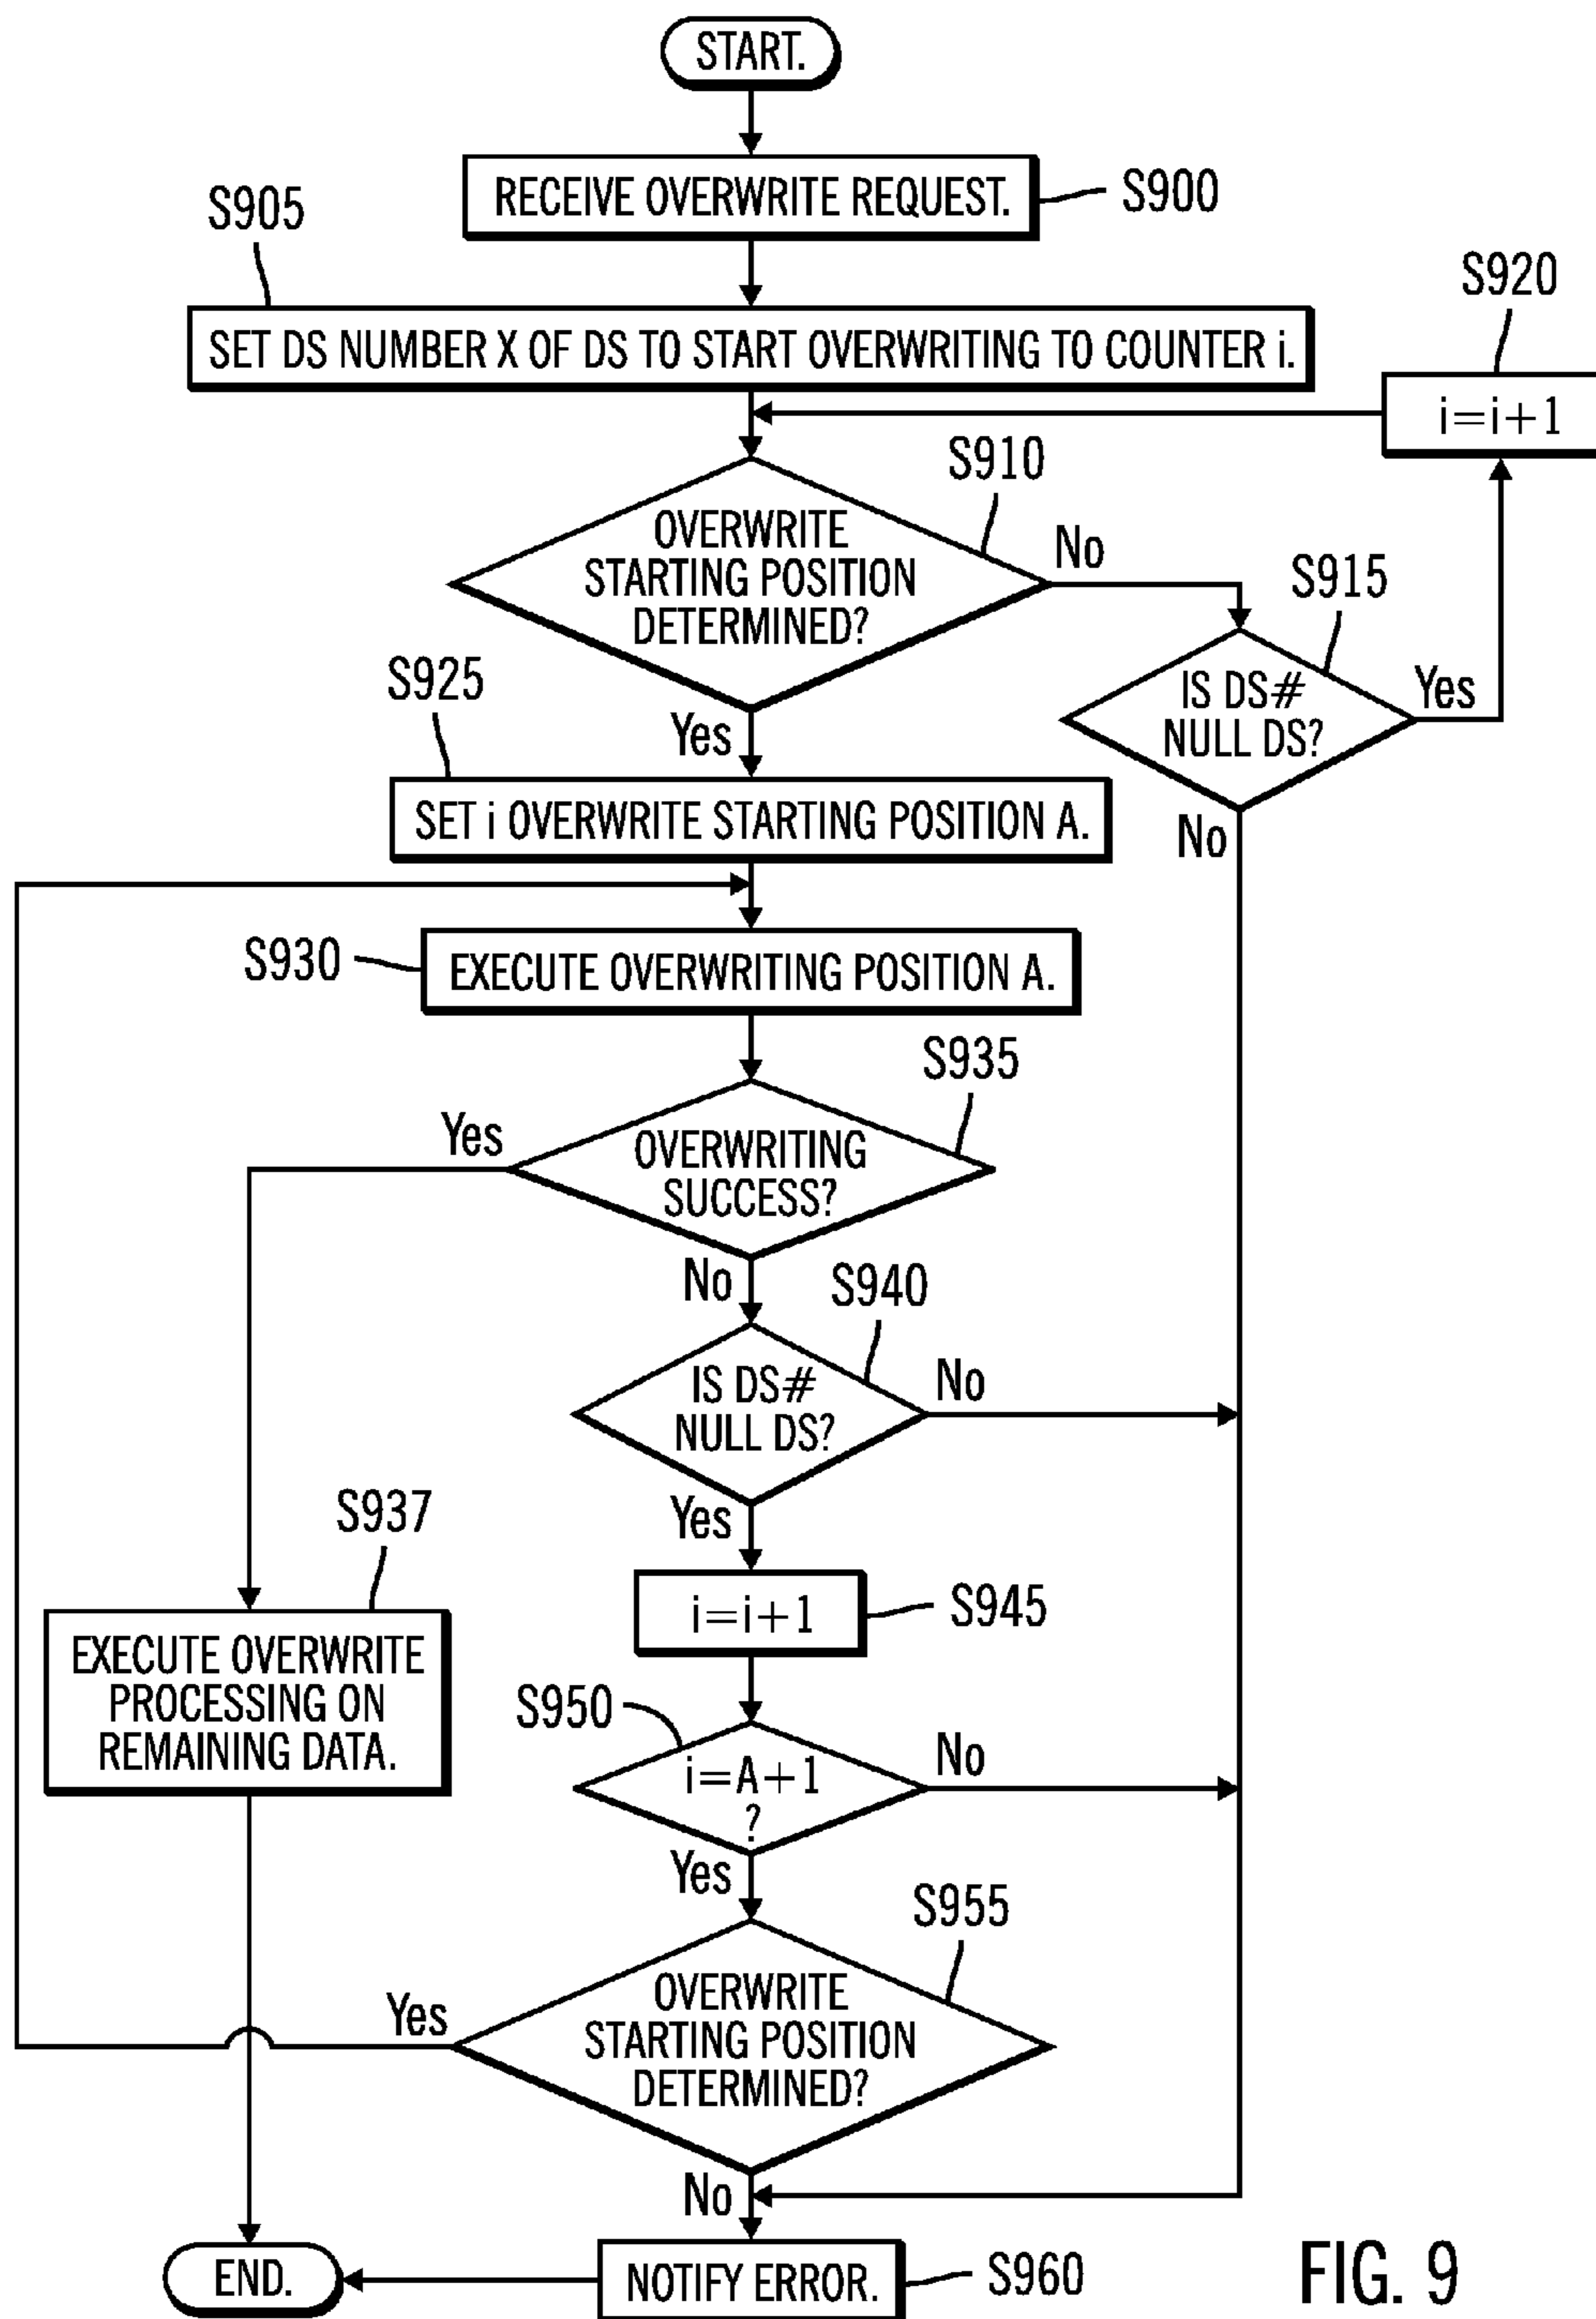 START.
RECEIVE OVERWRITE REQUEST.
S900
S905
SET DS NUMBER X OF DS TO START OVERWRITING TO COUNTER i.
S920
i=i+1
S910
OVERWRITE
STARTING POSITION
DETERMINED?
No
S915
IS DS#
NULL DS?
Yes
No
Yes
S925
SET i OVERWRITE STARTING POSITION A.
S930
EXECUTE OVERWRITING POSITION A.
S935
Yes
OVERWRITING
SUCCESS?
No
S940
IS DS#
NULL DS?
No
Yes
S937
EXECUTE OVERWRITE
PROCESSING ON
REMAINING DATA.
i=i+1
S945
S950
i=A+1
?
No
Yes
S955
OVERWRITE
STARTING POSITION
DETERMINED?
Yes
No
END.
NOTIFY ERROR.
S960
FIG. 9